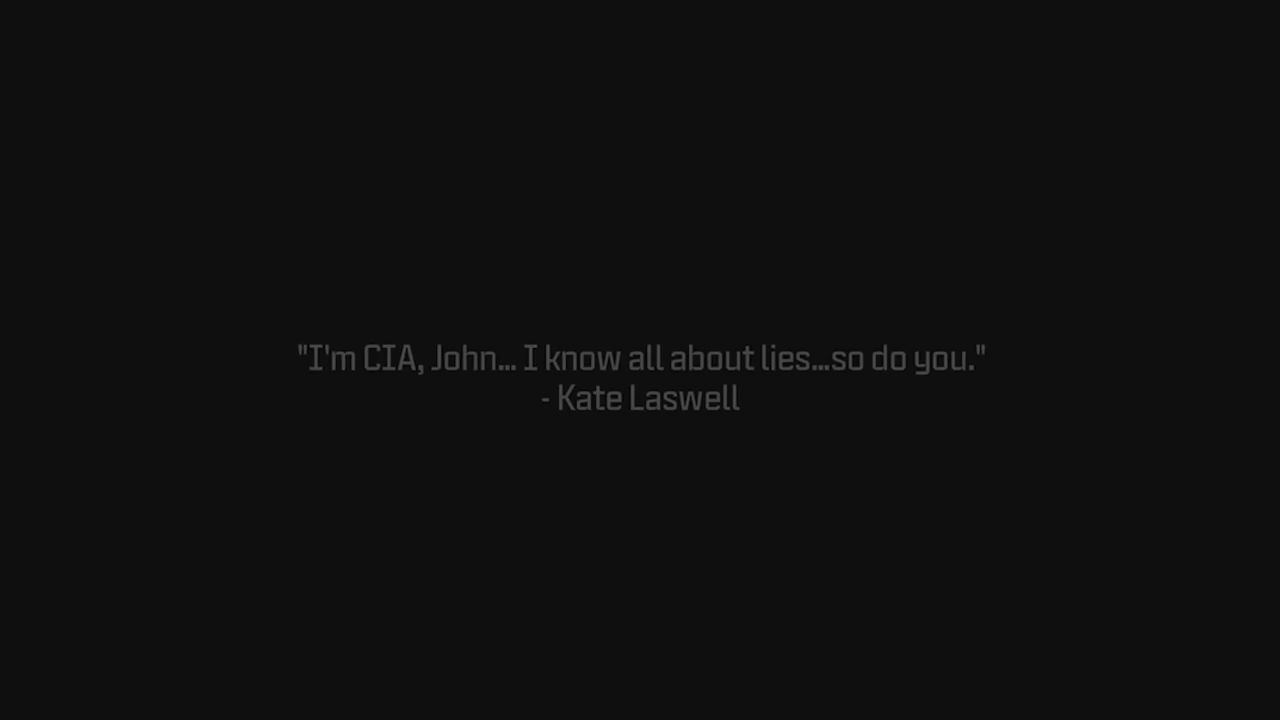 "I'm CIA, John... I know all about lies...so do you."
- Kate Laswell